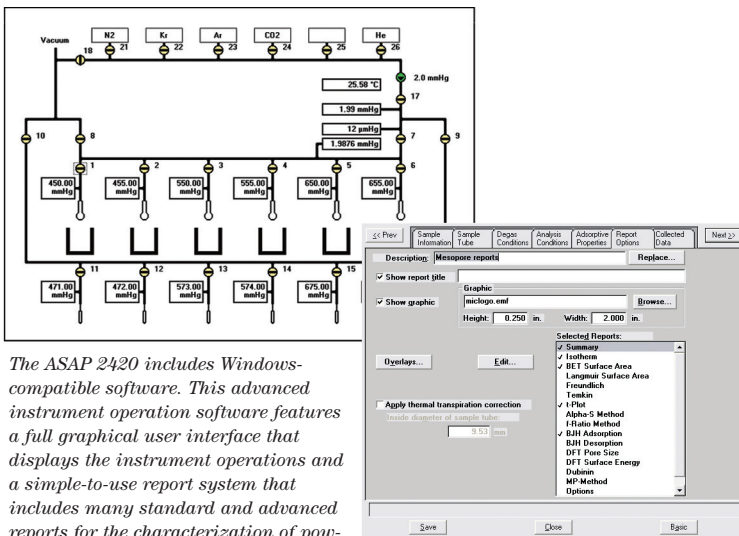 N2 Kr Ar CO2 He
Vacuum
18 21 22 23 24 25 26
2.0 mmHg
25.58 °C
17
1.99 mmHg
12 µmHg
10 8 1.9876 mmHg 7 9
1 2 3 4 5 6
450.00 mmHg 455.00 mmHg 550.00 mmHg 555.00 mmHg 650.00 mmHg 655.00 mmHg
11 12 13 14 15
471.00 mmHg 472.00 mmHg 573.00 mmHg 574.00 mmHg 675.00 mmHg
<< Prev Sample Information Sample Tube Degas Conditions Analysis Conditions Adsorptive Properties Report Options Collected Data Next >>
Description: Mesopore reports Replace...
Show report title
Graphic
Show graphic miclogo.emf Browse...
Height: 0.250 in. Width: 2.000 in.
Selected Reports:
Overlays... Edit...
Apply thermal transpiration correction
Inside diameter of sample tube:
9.53 mm
✓ Summary
✓ Isotherm
✓ BET Surface Area
Langmuir Surface Area
Freundlich
Temkin
✓ t-Plot
Alpha-S Method
f-Ratio Method
✓ BJH Adsorption
BJH Desorption
DFT Pore Size
DFT Surface Energy
Dubinin
MP-Method
Options
Save Close Basic
The ASAP 2420 includes Windows-
compatible software. This advanced
instrument operation software features
a full graphical user interface that
displays the instrument operations and
a simple-to-use report system that
includes many standard and advanced
reports for the characterization of pow-